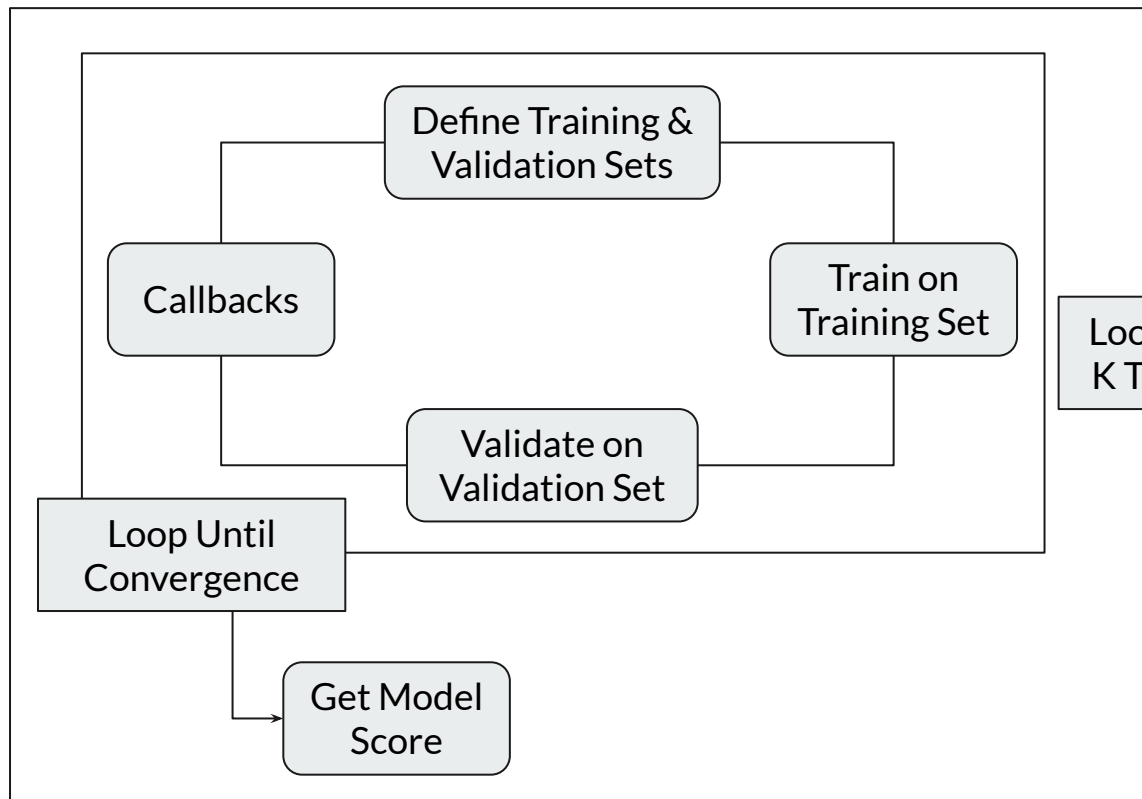 Define Training &
Validation Sets
Callbacks
Train on
Training Set
Validate on
Validation Set
Loop Until
Convergence
Get Model
Score
K